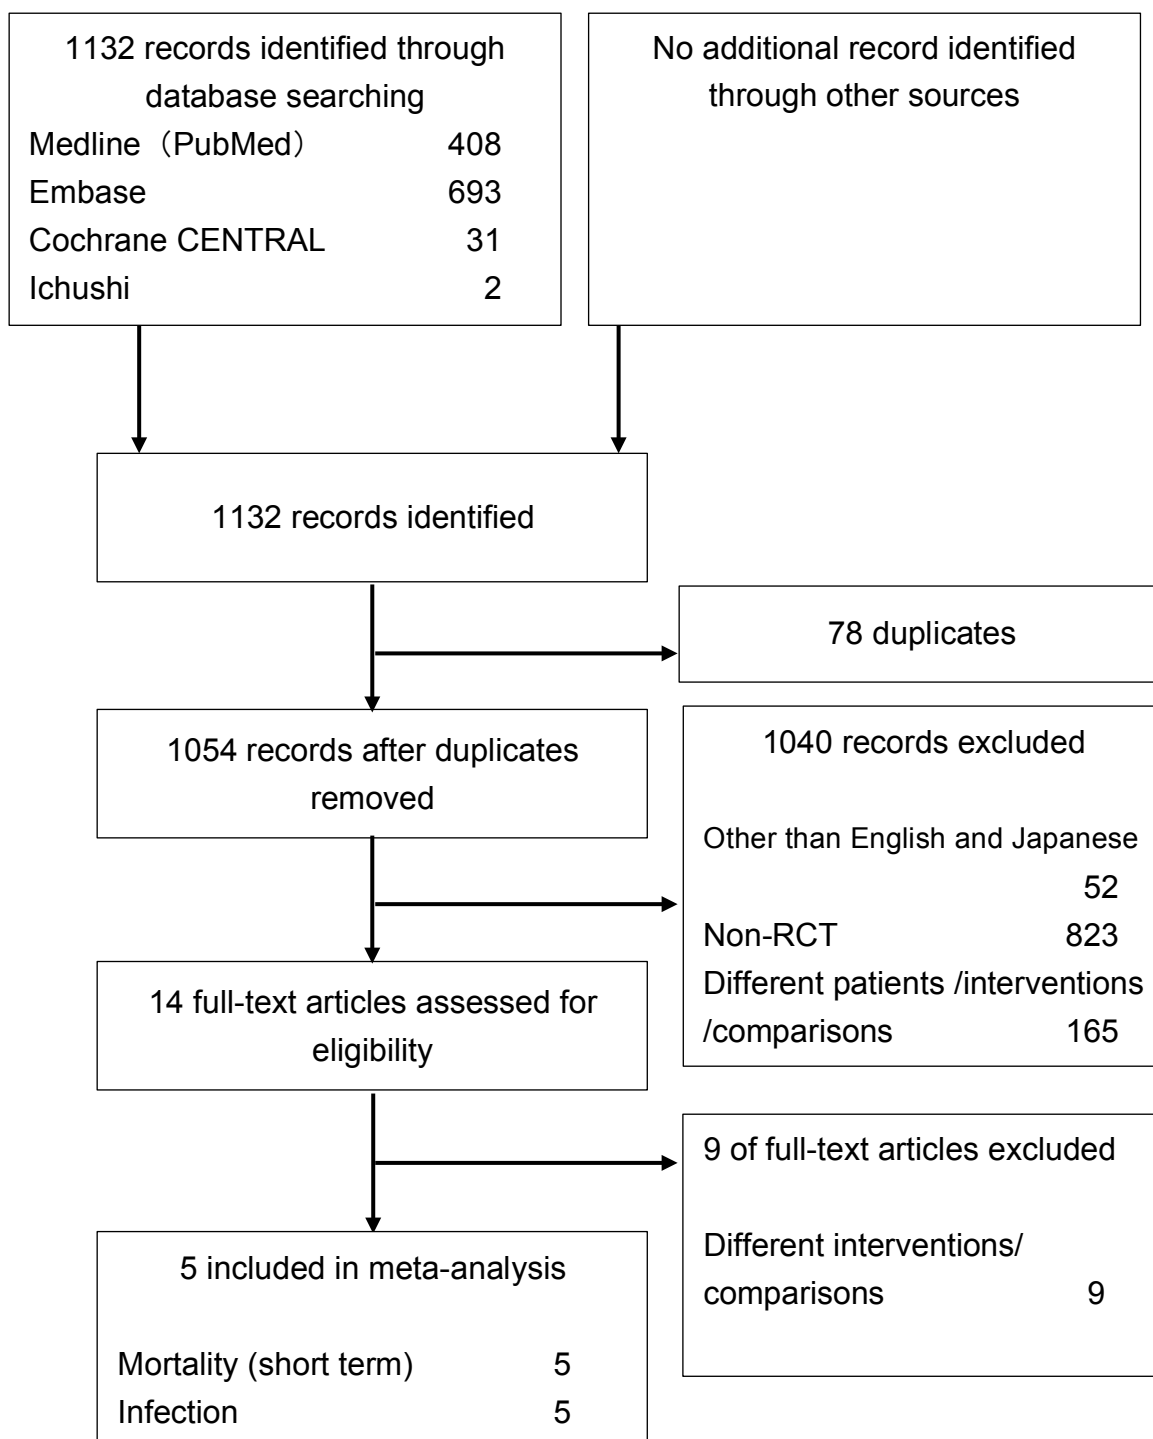 1132 records identified through
database searching
Medline（PubMed） 408
Embase 693
Cochrane CENTRAL 31
Ichushi 2
No additional record identified
through other sources
1132 records identified
78 duplicates
1054 records after duplicates
removed
1040 records excluded
Other than English and Japanese
52
Non-RCT 823
Different patients /interventions
/comparisons 165
14 full-text articles assessed for
eligibility
9 of full-text articles excluded
Different interventions/
comparisons 9
5 included in meta-analysis
Mortality (short term) 5
Infection 5